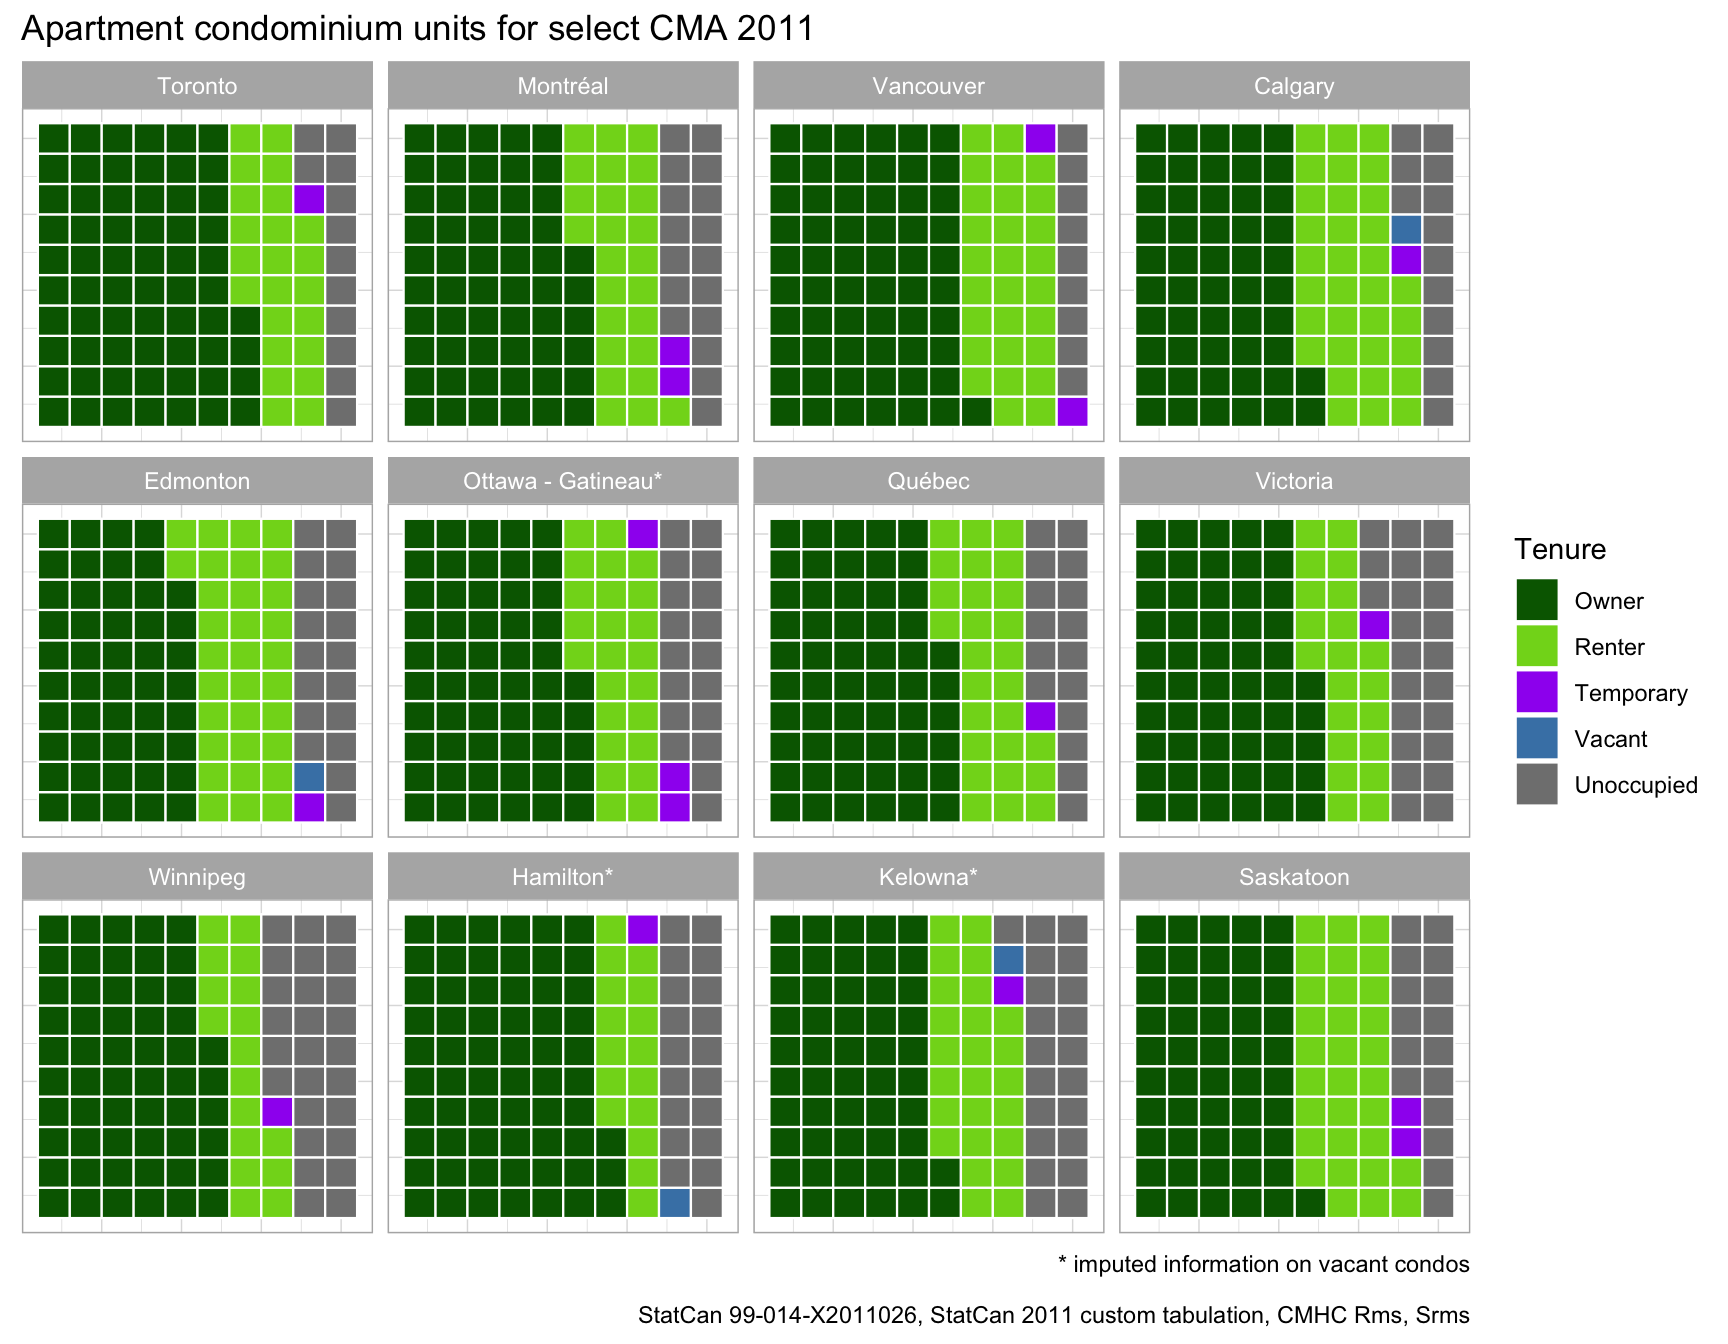 Apartment condominium units for select CMA 2011
Toronto
Montréal
Vancouver
Calgary
Edmonton
Ottawa - Gatineau*
Québec
Victoria
Winnipeg
Hamilton*
Kelowna*
Saskatoon
Tenure
Owner
Renter
Temporary
Vacant
Unoccupied
* imputed information on vacant condos
StatCan 99-014-X2011026, StatCan 2011 custom tabulation, CMHC Rms, Srms